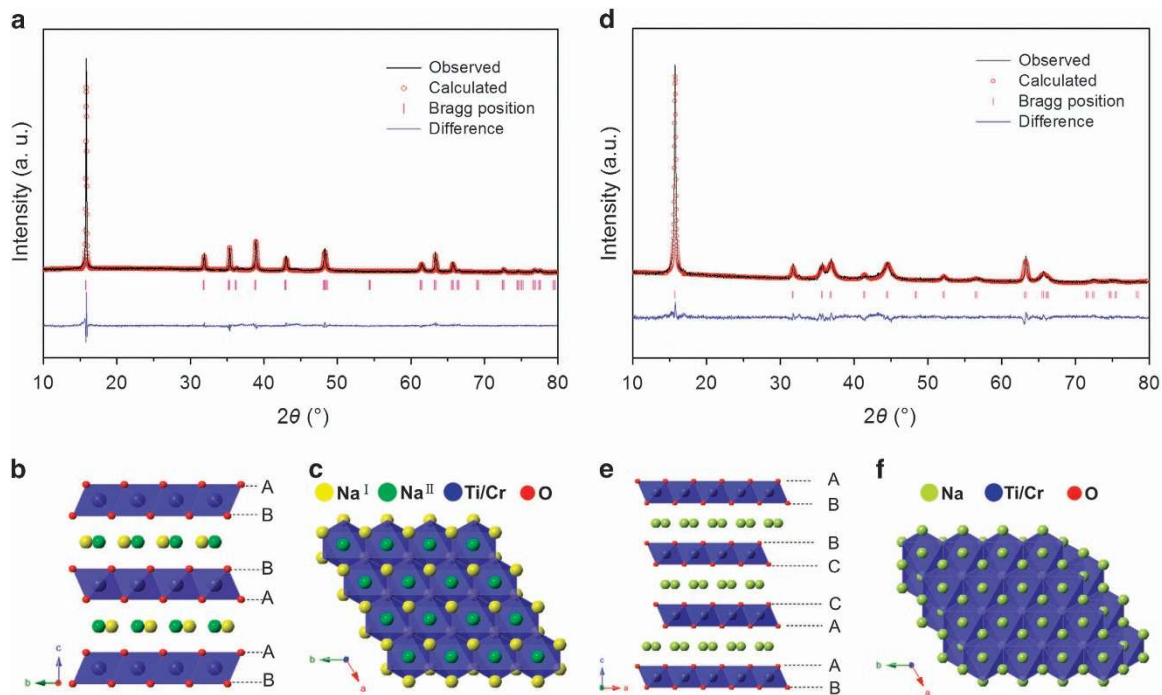 a
Observed
Calculated
Bragg position
Difference
Intensity (a. u.)
10 20 30 40 50 60 70 80
2θ (°)
d
Observed
Calculated
Bragg position
Difference
Intensity (a.u.)
10 20 30 40 50 60 70 80
2θ (°)
b
A
B
B
A
A
B
c
b
c
Na I Na II Ti/Cr O
b
a
e
A
B
B
C
C
A
A
B
c
a
f
Na Ti/Cr O
b
a